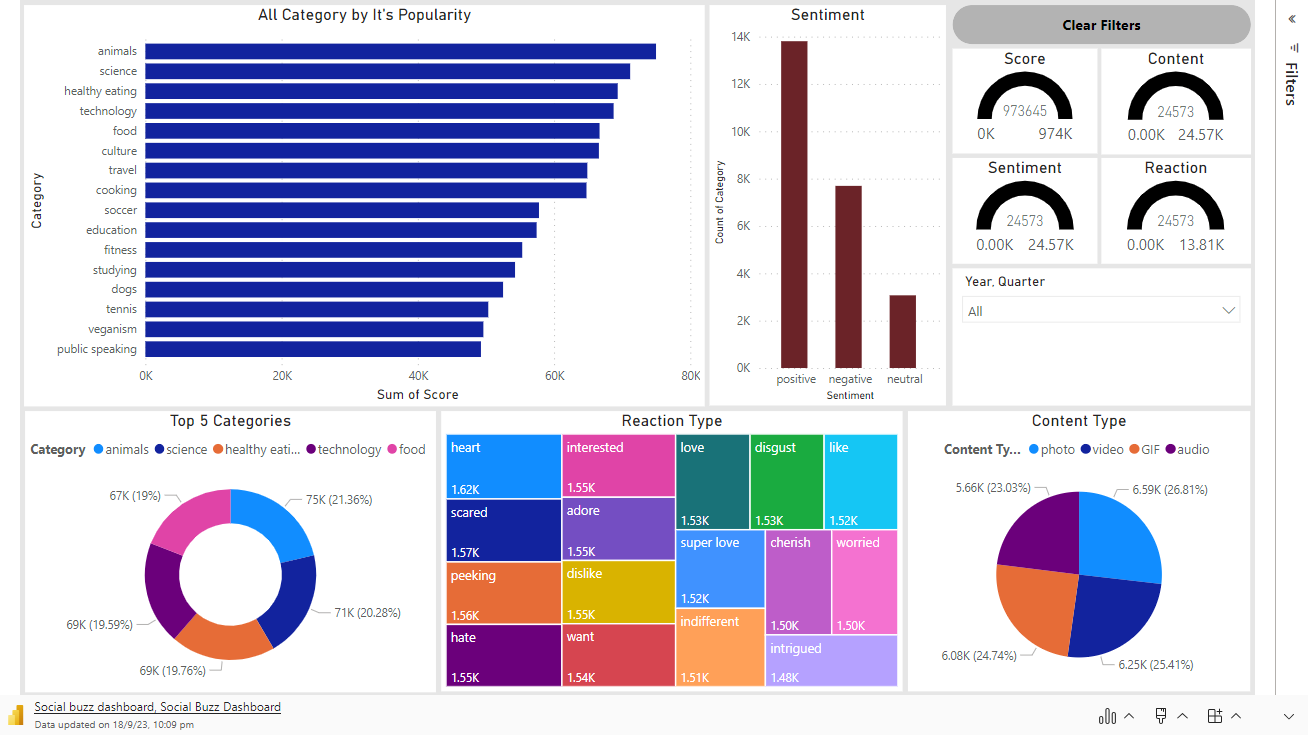 All Category by It's Popularity
Category
animals
science
healthy eating
technology
food
culture
travel
cooking
soccer
education
fitness
studying
dogs
tennis
veganism
public speaking
0K 20K 40K 60K 80K
Sum of Score
Sentiment
Count of Category
14K
12K
10K
8K
6K
4K
2K
0K
positive negative neutral
Sentiment
Clear Filters
Score
973645
0K 974K
Content
24573
0.00K 24.57K
Sentiment
24573
0.00K 24.57K
Reaction
24573
0.00K 13.81K
Year, Quarter
All
Filters
Top 5 Categories
Category animals science healthy eati... technology food
67K (19%)
75K (21.36%)
69K (19.59%)
71K (20.28%)
69K (19.76%)
Reaction Type
heart
1.62K
scared
1.57K
peeking
1.56K
hate
1.55K
interested
1.55K
adore
1.55K
dislike
1.55K
want
1.54K
love
1.53K
disgust
1.53K
like
1.52K
super love
1.52K
indifferent
1.51K
cherish
1.50K
worried
1.50K
intrigued
1.48K
Content Type
Content Ty... photo video GIF audio
5.66K (23.03%)
6.59K (26.81%)
6.08K (24.74%)
6.25K (25.41%)
Social buzz dashboard, Social Buzz Dashboard
Data updated on 18/9/23, 10:09 pm